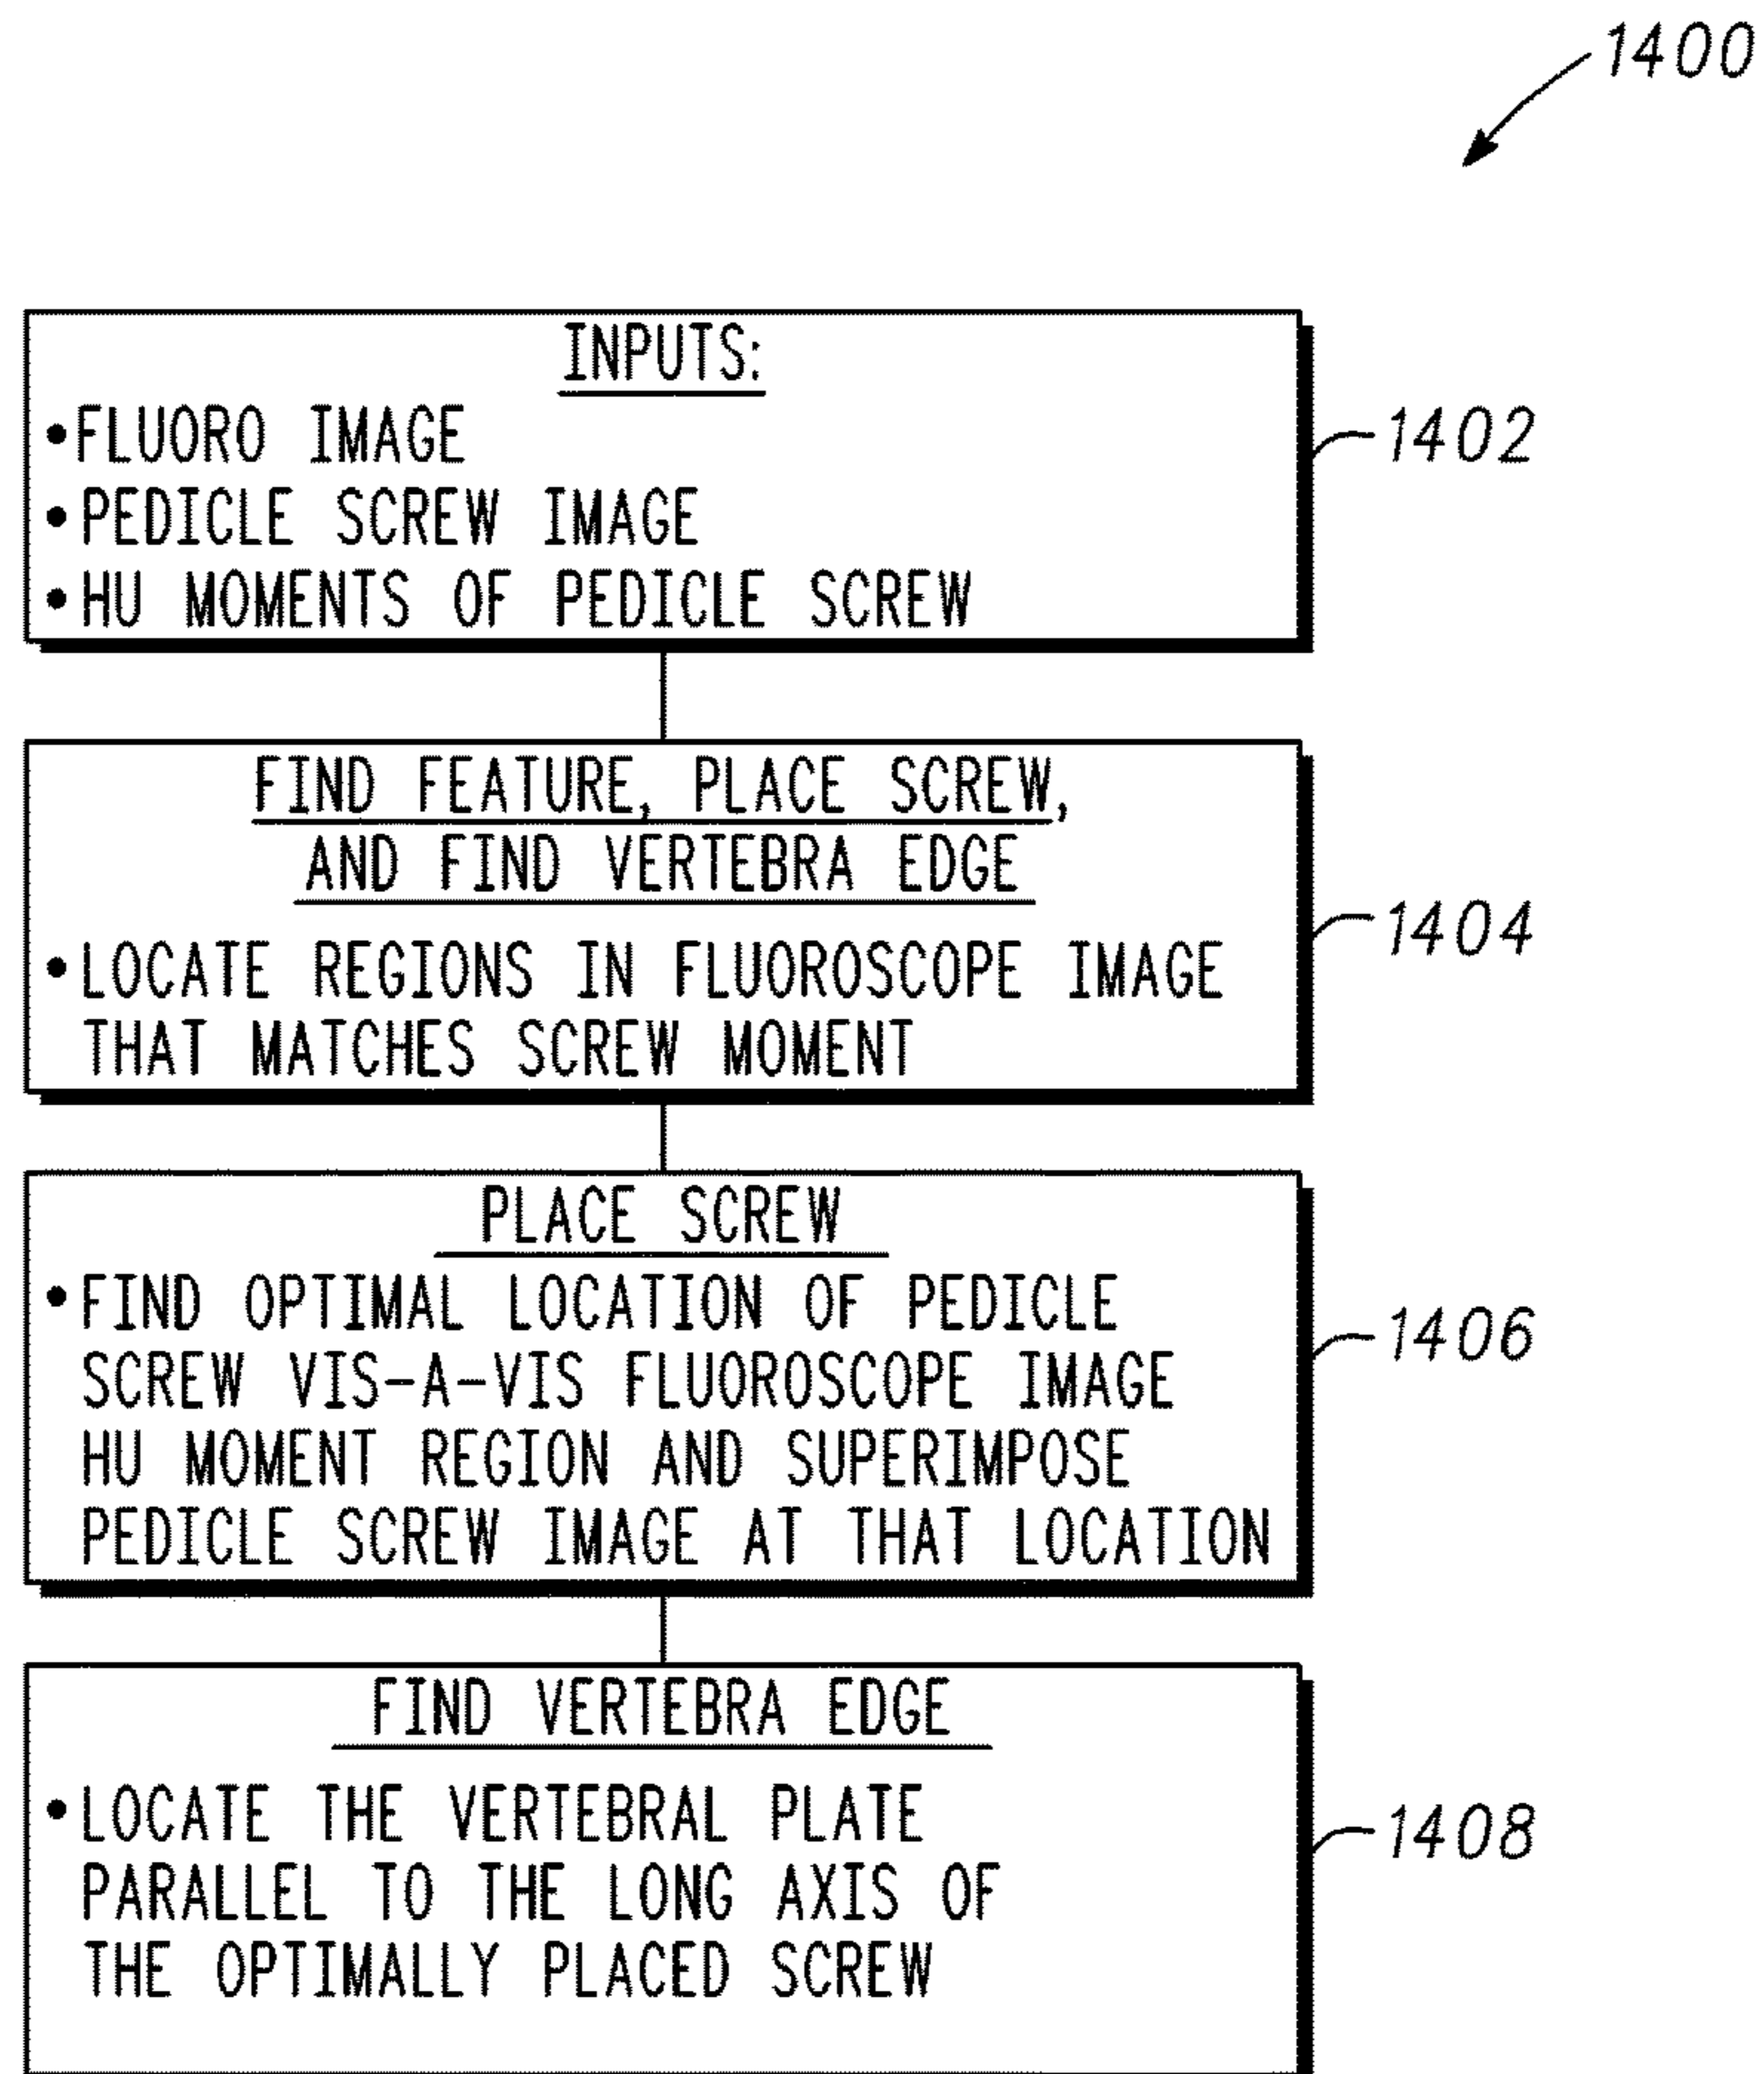 1400
INPUTS:
•FLUORO IMAGE
•PEDICLE SCREW IMAGE
•HU MOMENTS OF PEDICLE SCREW
1402
FIND FEATURE, PLACE SCREW,
AND FIND VERTEBRA EDGE
•LOCATE REGIONS IN FLUOROSCOPE IMAGE
THAT MATCHES SCREW MOMENT
1404
PLACE SCREW
•FIND OPTIMAL LOCATION OF PEDICLE
SCREW VIS-A-VIS FLUOROSCOPE IMAGE
HU MOMENT REGION AND SUPERIMPOSE
PEDICLE SCREW IMAGE AT THAT LOCATION
1406
FIND VERTEBRA EDGE
•LOCATE THE VERTEBRAL PLATE
PARALLEL TO THE LONG AXIS OF
THE OPTIMALLY PLACED SCREW
1408